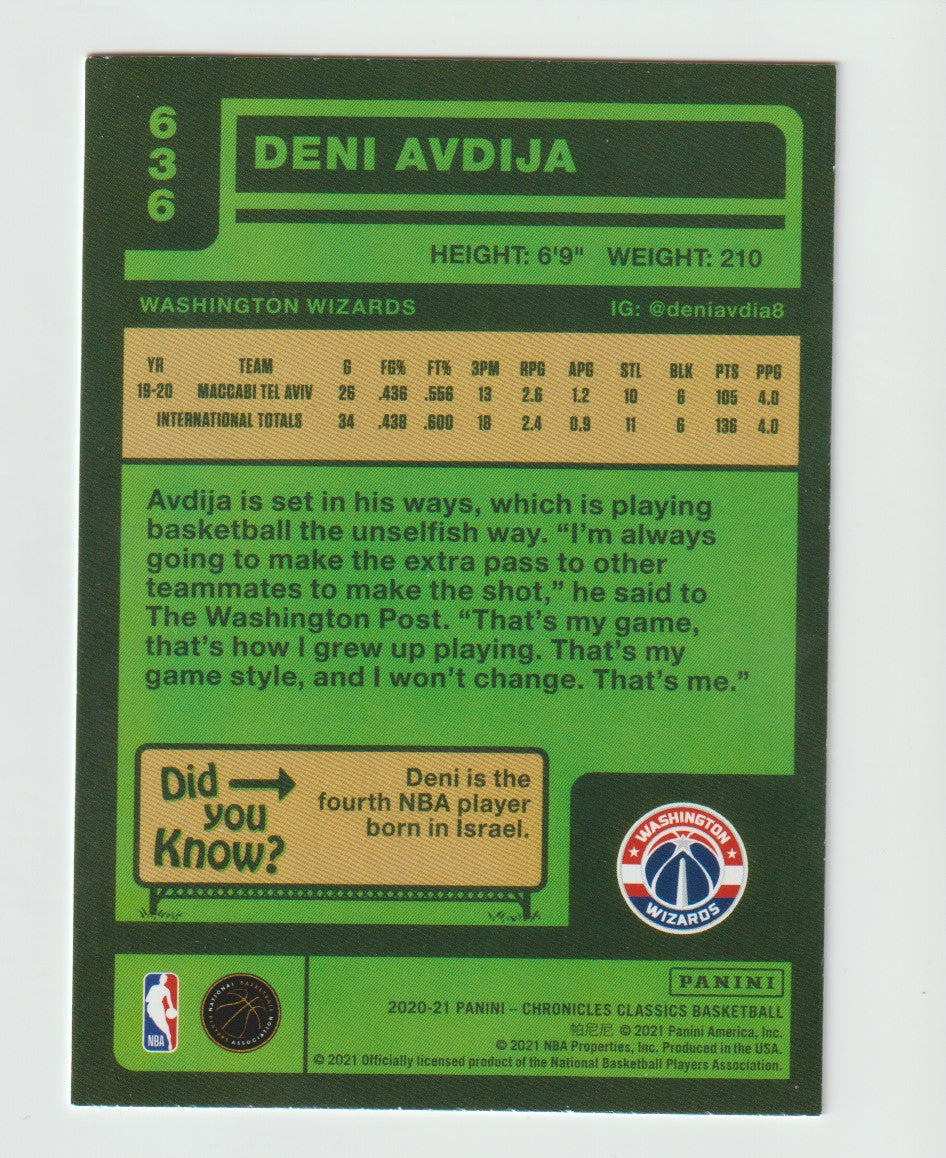 636
DENI AVDIJA
HEIGHT: 6'9" WEIGHT: 210
WASHINGTON WIZARDS IG: @deniavdia8
YR TEAM G FG% FT% 3PM RPG APG STL BLK PTS PPG
19-20 MACCABI TEL AVIV 26 .436 .556 13 2.6 1.2 10 6 105 4.0
INTERNATIONAL TOTALS 34 .438 .600 18 2.4 0.9 11 6 136 4.0
Avdija is set in his ways, which is playing
basketball the unselfish way. “I’m always
going to make the extra pass to other
teammates to make the shot,” he said to
The Washington Post. “That’s my game,
that’s how I grew up playing. That’s my
game style, and I won’t change. That’s me.”
Did
you
Know?
Deni is the
fourth NBA player
born in Israel.
WASHINGTON
WIZARDS
NBA
NATIONAL BASKETBALL
ASSOCIATION
PANINI
2020-21 PANINI – CHRONICLES CLASSICS BASKETBALL
帕尼尼 © 2021 Panini America, Inc.
© 2021 NBA Properties, Inc. Produced in the USA.
© 2021 Officially licensed product of the National Basketball Players Association.